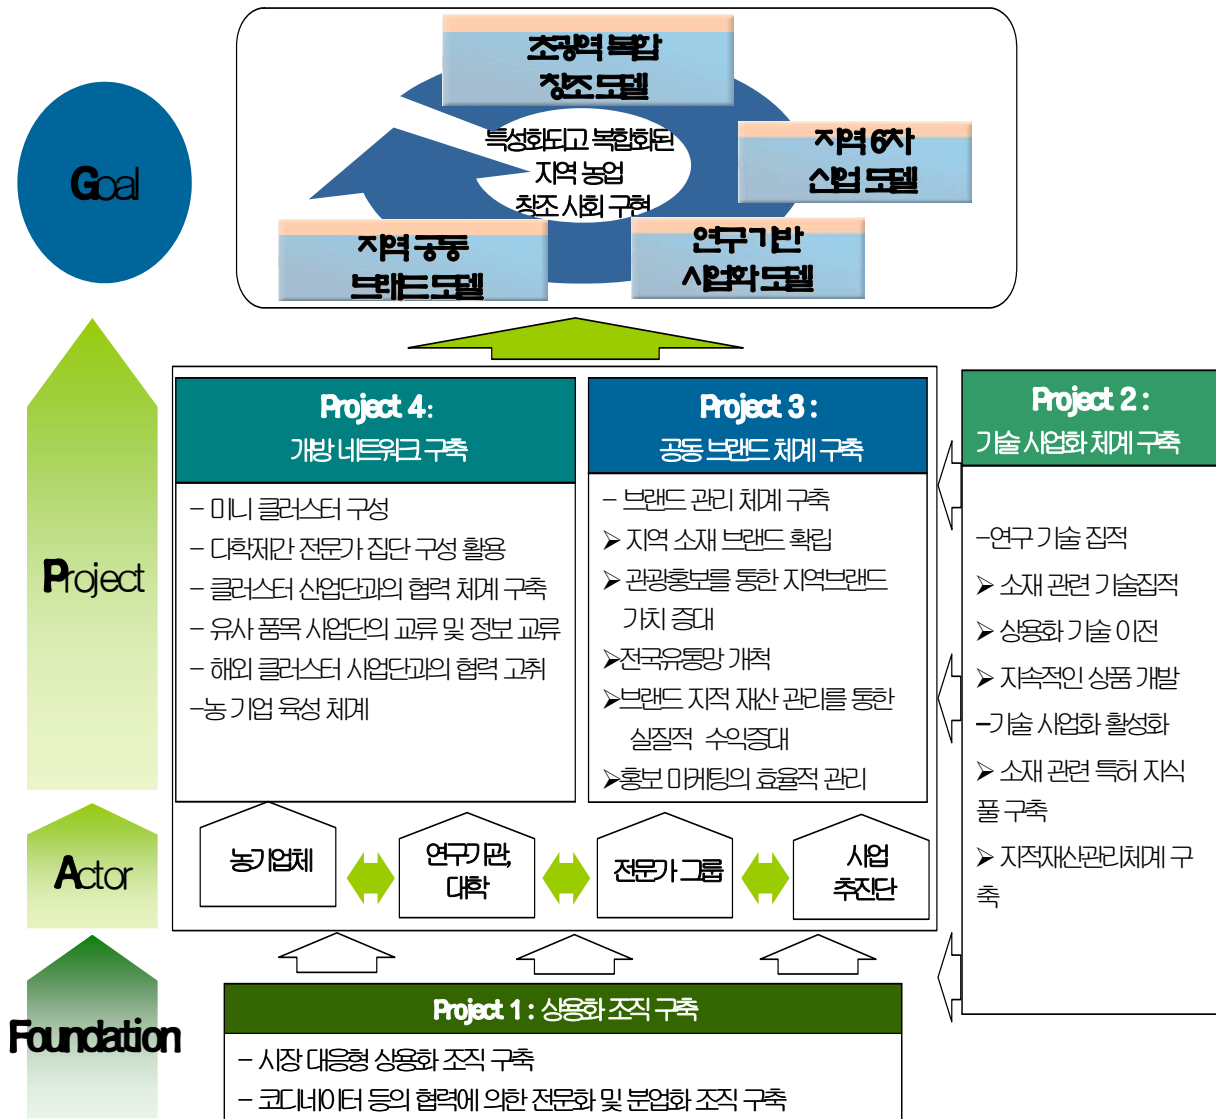 Goal
초광역 복합
창조 모델
지역 6차
산업 모델
특성화되고 복합화된
지역 농업
창조 사회 구현
지역 공동
브랜드 모델
연구 기반
사업화 모델
Project
Project 4 :
개방 네트워크 구축
- 미니 클러스터 구성
- 다학제간 전문가 집단 구성 활용
- 클러스터 산업단과의 협력 체계 구축
- 유사 품목 사업단의 교류 및 정보 교류
- 해외 클러스터 사업단과의 협력 고취
-농 기업 육성 체계
Project 3 :
공동 브랜드 체계 구축
- 브랜드 관리 체계 구축
➢ 지역 소재 브랜드 확립
➢ 관광홍보를 통한 지역브랜드
가치 증대
➢전국유통망 개척
➢브랜드 지적 재산 관리를 통한
실질적 수익증대
➢홍보 마케팅의 효율적 관리
Project 2 :
기술 사업화 체계 구축
-연구 기술 집적
➢ 소재 관련 기술집적
➢ 상용화 기술 이전
➢ 지속적인 상품 개발
-기술 사업화 활성화
➢ 소재 관련 특허 지식
풀 구축
➢ 지적재산관리체계 구
축
Actor
농기업체
연구기관,
대학
전문가 그룹
사업
추진단
Foundation
Project 1 : 상용화 조직 구축
- 시장 대응형 상용화 조직 구축
- 코디네이터 등의 협력에 의한 전문화 및 분업화 조직 구축